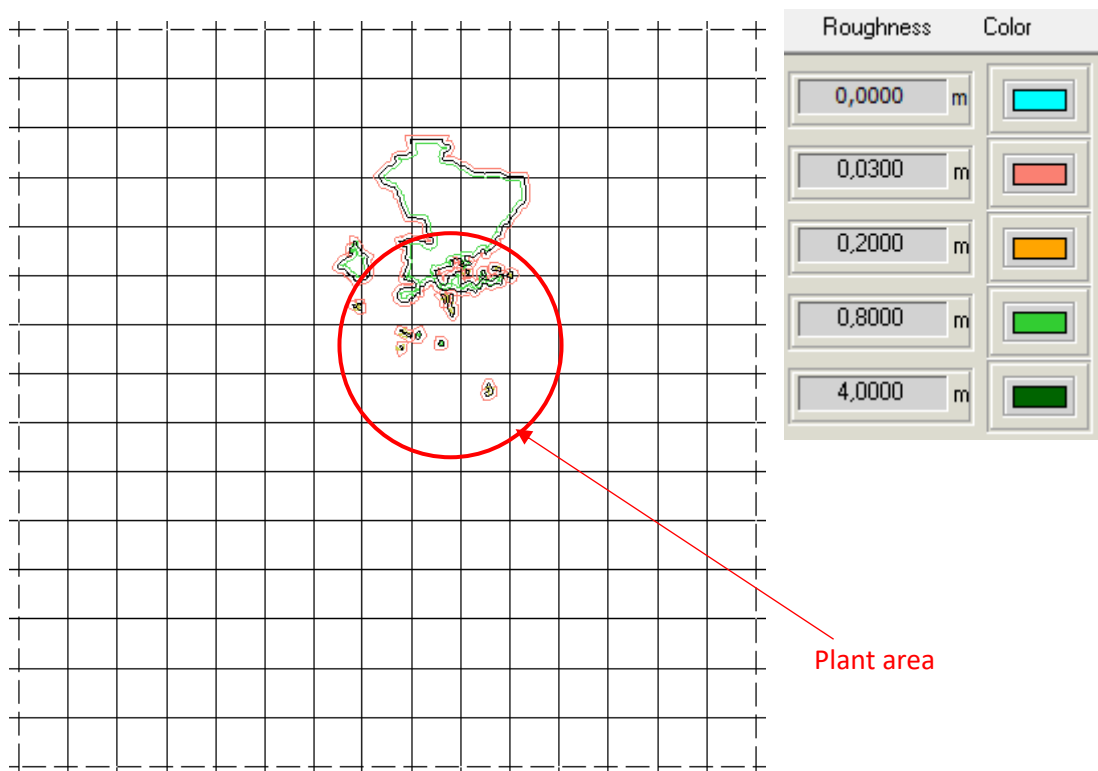 Roughness Color
0,0000 m
0,0300 m
0,2000 m
0,8000 m
4,0000 m
Plant area